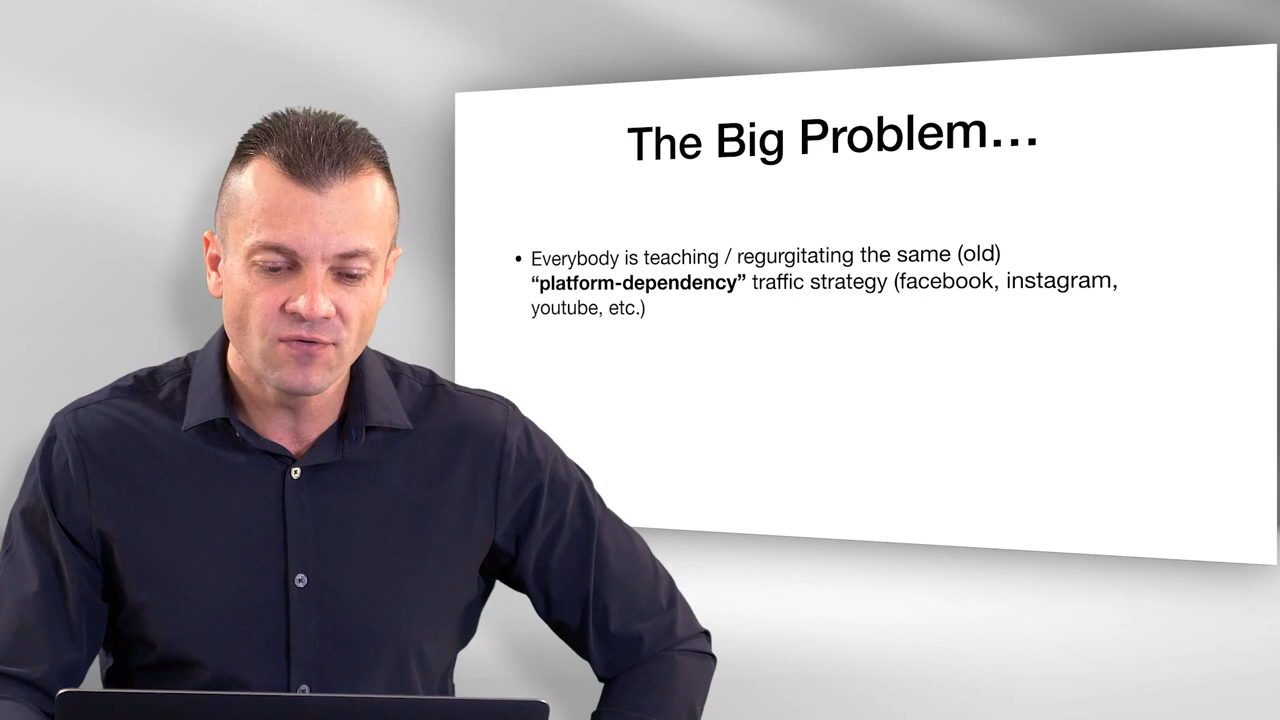 The Big Problem…
• Everybody is teaching / regurgitating the same (old)
“platform-dependency” traffic strategy (facebook, instagram,
youtube, etc.)